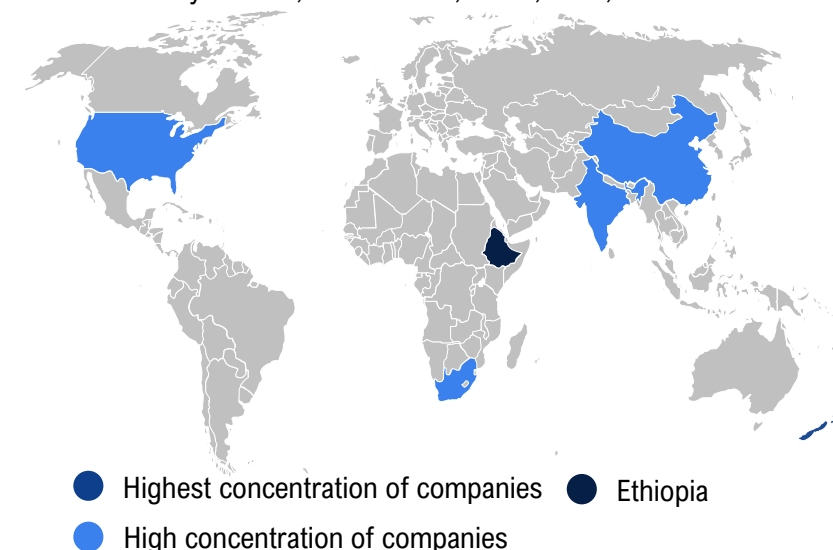 Highest concentration of companies
Ethiopia
High concentration of companies